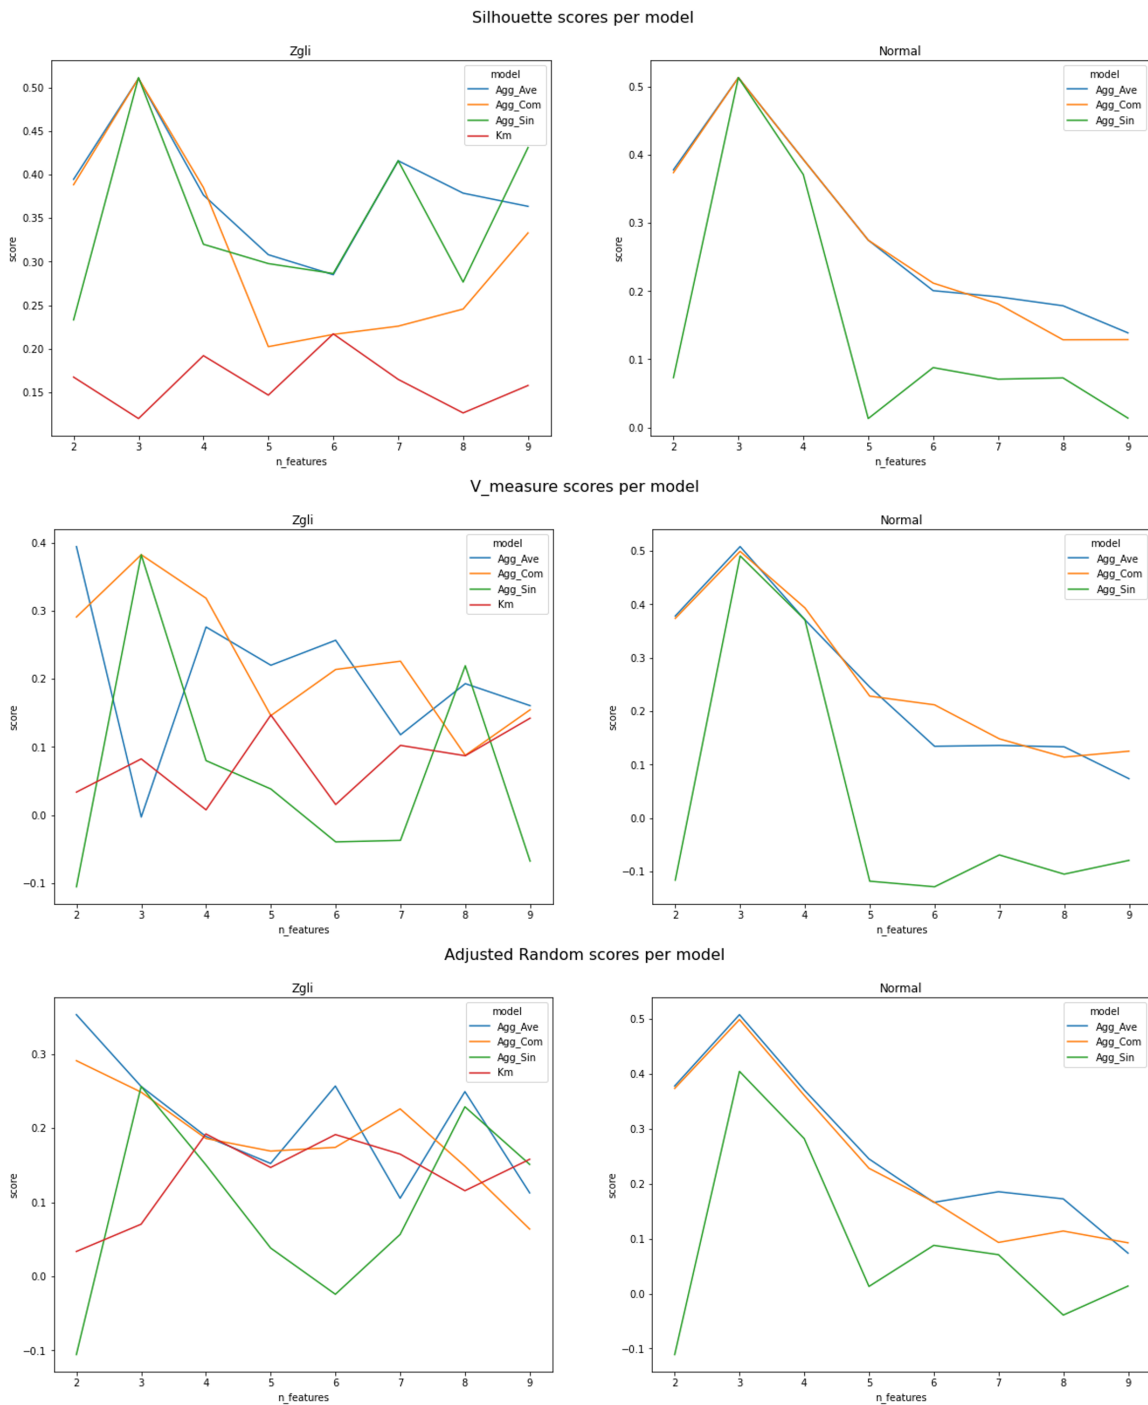 Silhouette scores per model
Zgli
Normal
model
Agg_Ave
Agg_Com
Agg_Sin
Km
model
Agg_Ave
Agg_Com
Agg_Sin
0.50
0.45
0.40
0.35
0.30
0.25
0.20
0.15
score
2 3 4 5 6 7 8 9
n_features
0.5
0.4
0.3
0.2
0.1
0.0
score
2 3 4 5 6 7 8 9
n_features
V_measure scores per model
Zgli
Normal
model
Agg_Ave
Agg_Com
Agg_Sin
Km
model
Agg_Ave
Agg_Com
Agg_Sin
0.4
0.3
0.2
0.1
0.0
−0.1
score
2 3 4 5 6 7 8 9
n_features
0.5
0.4
0.3
0.2
0.1
0.0
−0.1
score
2 3 4 5 6 7 8 9
n_features
Adjusted Random scores per model
Zgli
Normal
model
Agg_Ave
Agg_Com
Agg_Sin
Km
model
Agg_Ave
Agg_Com
Agg_Sin
0.3
0.2
0.1
0.0
−0.1
score
2 3 4 5 6 7 8 9
n_features
0.5
0.4
0.3
0.2
0.1
0.0
−0.1
score
2 3 4 5 6 7 8 9
n_features